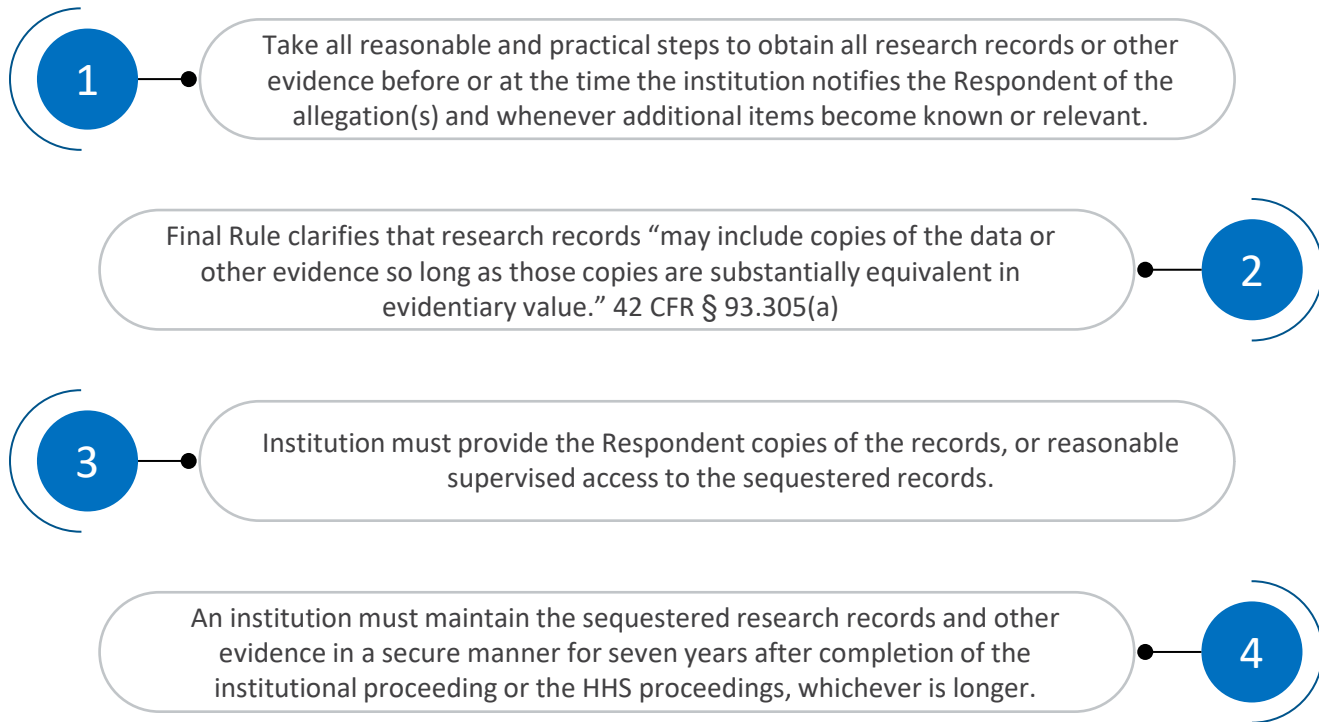 1
Take all reasonable and practical steps to obtain all research records or other
evidence before or at the time the institution notifies the Respondent of the
allegation(s) and whenever additional items become known or relevant.
Final Rule clarifies that research records “may include copies of the data or
other evidence so long as those copies are substantially equivalent in
evidentiary value.” 42 CFR § 93.305(a)
2
3
Institution must provide the Respondent copies of the records, or reasonable
supervised access to the sequestered records.
An institution must maintain the sequestered research records and other
evidence in a secure manner for seven years after completion of the
institutional proceeding or the HHS proceedings, whichever is longer.
4